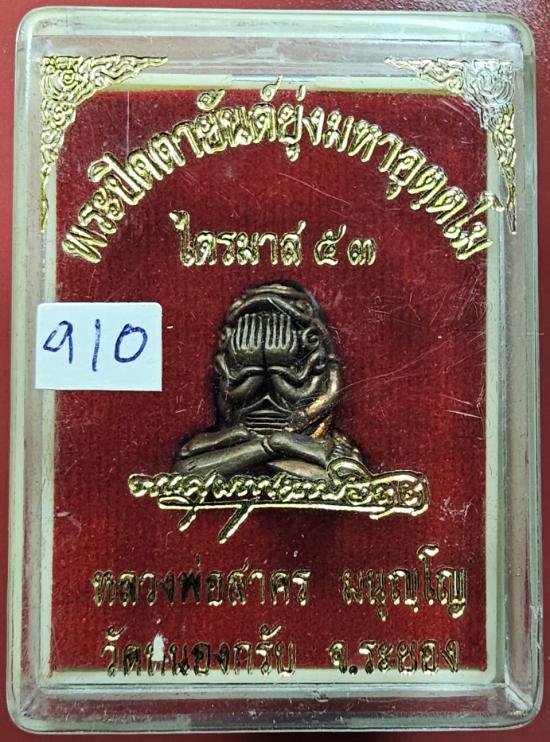 พระปิดตายันต์ยุ่งมหาอุตฺตโม
ไตรมาส ๕๓
910
หลวงพ่อสาคร มนุญฺโญ
วัดหนองกรับ จ.ระยอง